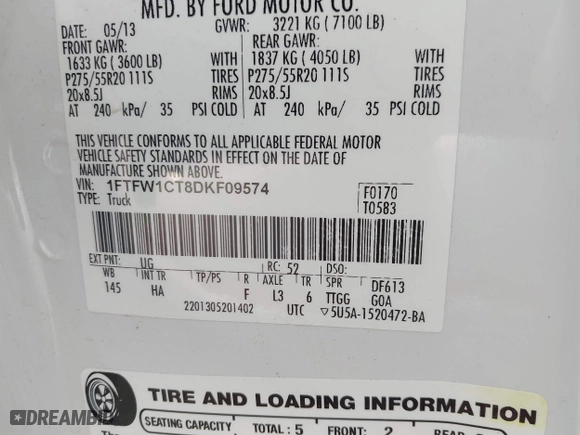 MFD. BY FORD MOTOR CO.
DATE: 05/13 GVWR: 3221 KG (7100 LB)
FRONT GAWR: REAR GAWR:
1633 KG (3600 LB) WITH 1837 KG (4050 LB) WITH
P275/55R20 111S TIRES P275/55R20 111S TIRES
20x8.5J RIMS 20x8.5J RIMS
AT 240 kPa/ 35 PSI COLD AT 240 kPa/ 35 PSI COLD
THIS VEHICLE CONFORMS TO ALL APPLICABLE FEDERAL MOTOR
VEHICLE SAFETY STANDARDS IN EFFECT ON THE DATE OF
MANUFACTURE SHOWN ABOVE.
VIN: 1FTFW1CT8DKF09574 F0170
TYPE: Truck T0583
EXT PNT: UG RC: 52 DSO:
WB INT TR TP/PS R AXLE TR SPR DF613
145 HA F L3 6 TTGG GOA
2201305201402 UTC ▽5U5A-1520472-BA
TIRE AND LOADING INFORMATION
SEATING CAPACITY TOTAL: 5 FRONT: 2
DREAMBID